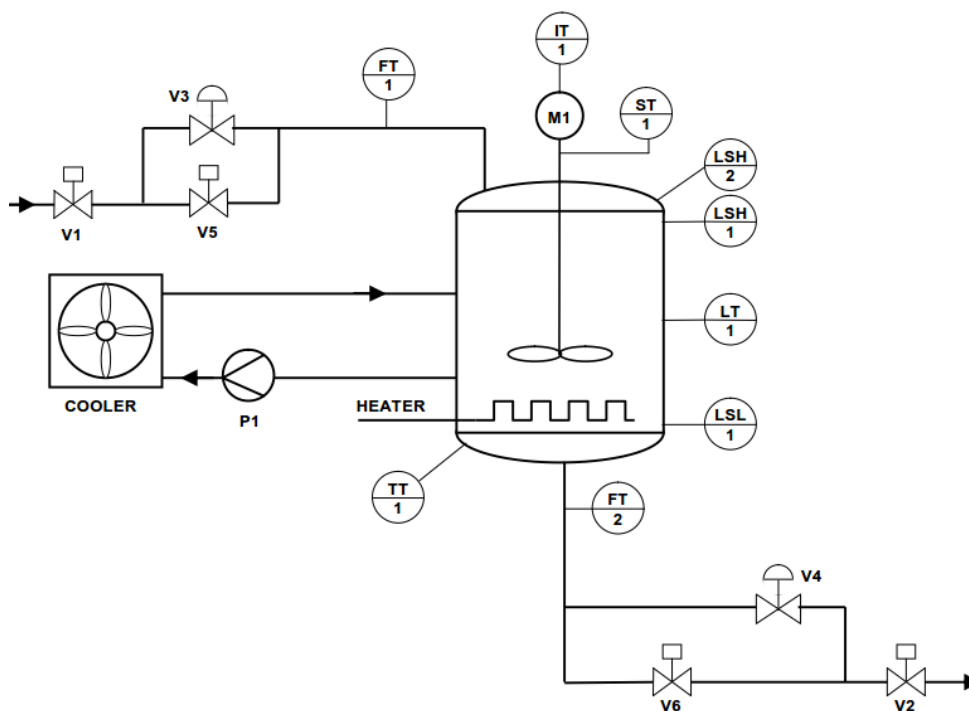 IT
1
FT
1
V3
M1
ST
1
LSH
2
LSH
1
V1
V5
LT
1
COOLER
P1
HEATER
LSL
1
TT
1
FT
2
V4
V6
V2